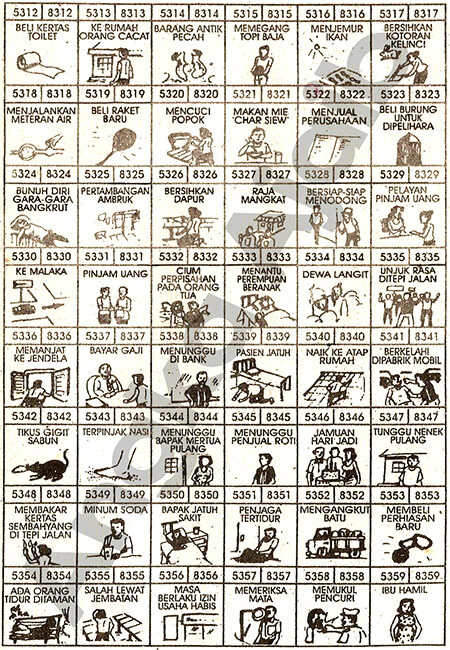 5312 8312
BELI KERTAS
TOILET
5313 8313
KE RUMAH
ORANG CACAT
5314 8314
BARANG ANTIK
PECAH
5315 8315
MEMEGANG
TOPI BAJA
5316 8316
MENJEMUR
IKAN
5317 8317
BERSIHKAN
KOTORAN
KELINCI
5318 8318
MENJALANKAN
METERAN AIR
5319 8319
BELI RAKET
BARU
5320 8320
MENCUCI
POPOK
5321 8321
MAKAN MIE
'CHAR SIEW'
5322 8322
MENJUAL
PERUSAHAAN
5323 8323
BELI BURUNG
UNTUK
DIPELIHARA
5324 8324
BUNUH DIRI
GARA-GARA
BANGKRUT
5325 8325
PERTAMBANGAN
AMBRUK
5326 8326
BERSIHKAN
DAPUR
5327 8327
RAJA
MANGKAT
5328 8328
BERSIAP-SIAP
MENODONG
5329 8329
PELAYAN
PINJAM UANG
5330 8330
KE MALAKA
5331 8331
PINJAM UANG
5332 8332
CIUM
PERPISAHAN
PADA ORANG
TUA
5333 8333
MENANTU
PEREMPUAN
BERANAK
5334 8334
DEWA LANGIT
5335 8335
UNJUK RASA
DITEPI JALAN
5336 8336
MEMANJAT
KE JENDELA
5337 8337
BAYAR GAJI
5338 8338
MENUNGGU
DI BANK
5339 8339
PASIEN JATUH
5340 8340
NAIK KE ATAP
RUMAH
5341 8341
BERKELAHI
DIPABRIK MOBIL
5342 8342
TIKUS GIGIT
SABUN
5343 8343
TERPINJAK NASI
5344 8344
MENUNGGU
BAPAK MERTUA
PULANG
5345 8345
MENUNGGU
PENJUAL ROTI
5346 8346
JAMUAN
HARI JADI
5347 8347
TUNGGU NENEK
PULANG
5348 8348
MEMBAKAR
KERTAS
SEMBAHYANG
DI TEPI JALAN
5349 8349
MINUM SODA
5350 8350
BAPAK JATUH
SAKIT
5351 8351
PENJAGA
TERTIDUR
5352 8352
MENGANGKUT
BATU
5353 8353
MEMBELI
PERHIASAN
BARU
5354 8354
ADA ORANG
TIDUR DITAMAN
5355 8355
SALAH LEWAT
JEMBATAN
5356 8356
MASA
BERLAKU IZIN
USAHA HABIS
5357 8357
MEMERIKSA
MATA
5358 8358
MEMUKUL
PENCURI
5359 8359
IBU HAMIL